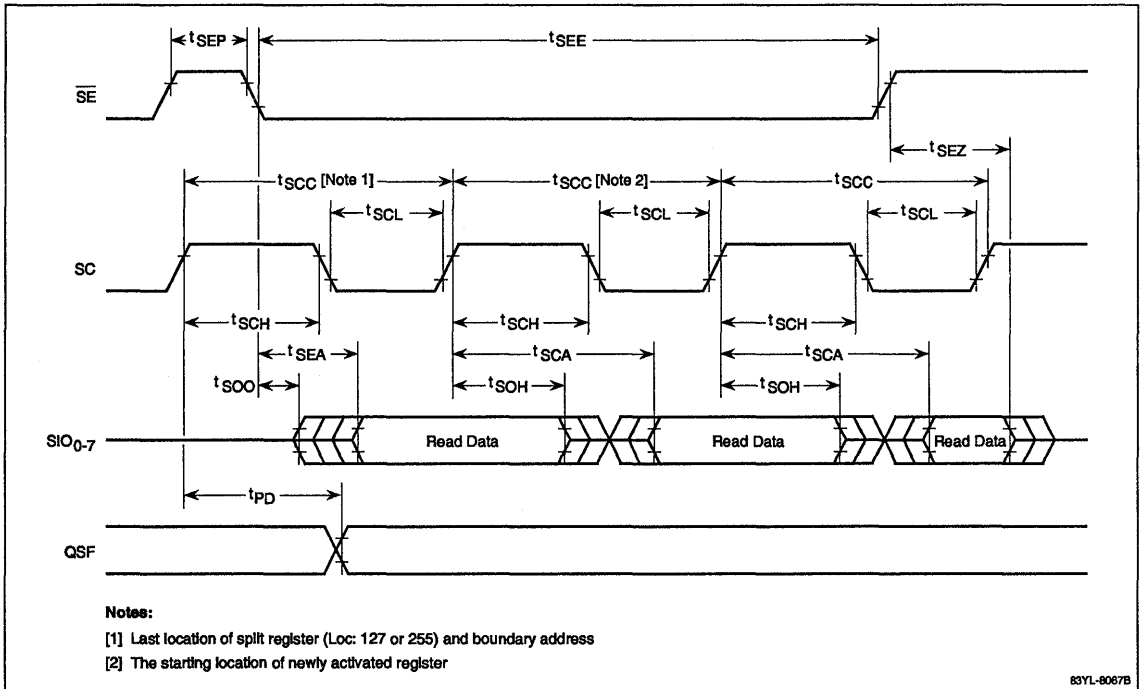 tSEP
tSEE
SE
tSEZ
tSCC [Note 1]
tSCC [Note 2]
tSCC
tSCL
tSCL
tSCL
SC
tSCH
tSCH
tSCH
tSEA
tSCA
tSCA
tSOO
tSOH
tSOH
SIO0-7
Read Data
Read Data
Read Data
tPD
QSF
Notes:
[1] Last location of split register (Loc: 127 or 255) and boundary address
[2] The starting location of newly activated register
83YL-8067B